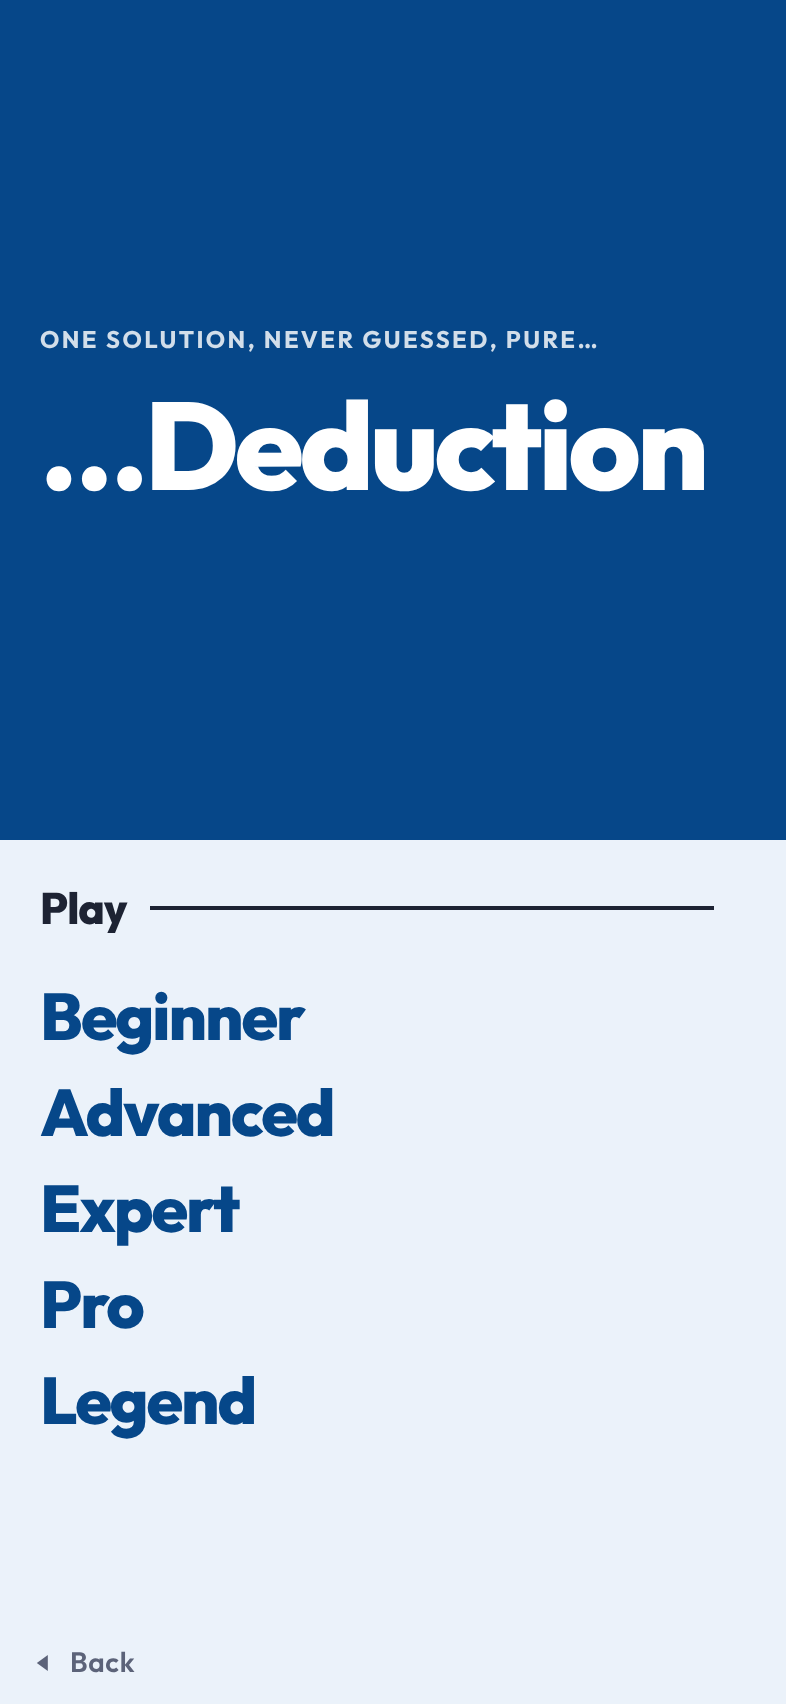 ONE SOLUTION, NEVER GUESSED, PURE…
…Deduction
Play
Beginner
Advanced
Expert
Pro
Legend
Back